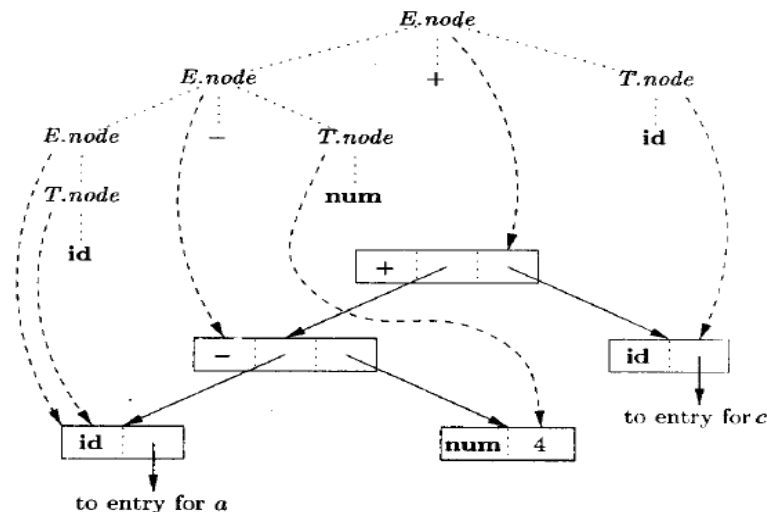 E.node
E.node + T.node
E.node – T.node id
T.node num
id
+
– id
to entry for c
id num 4
to entry for a